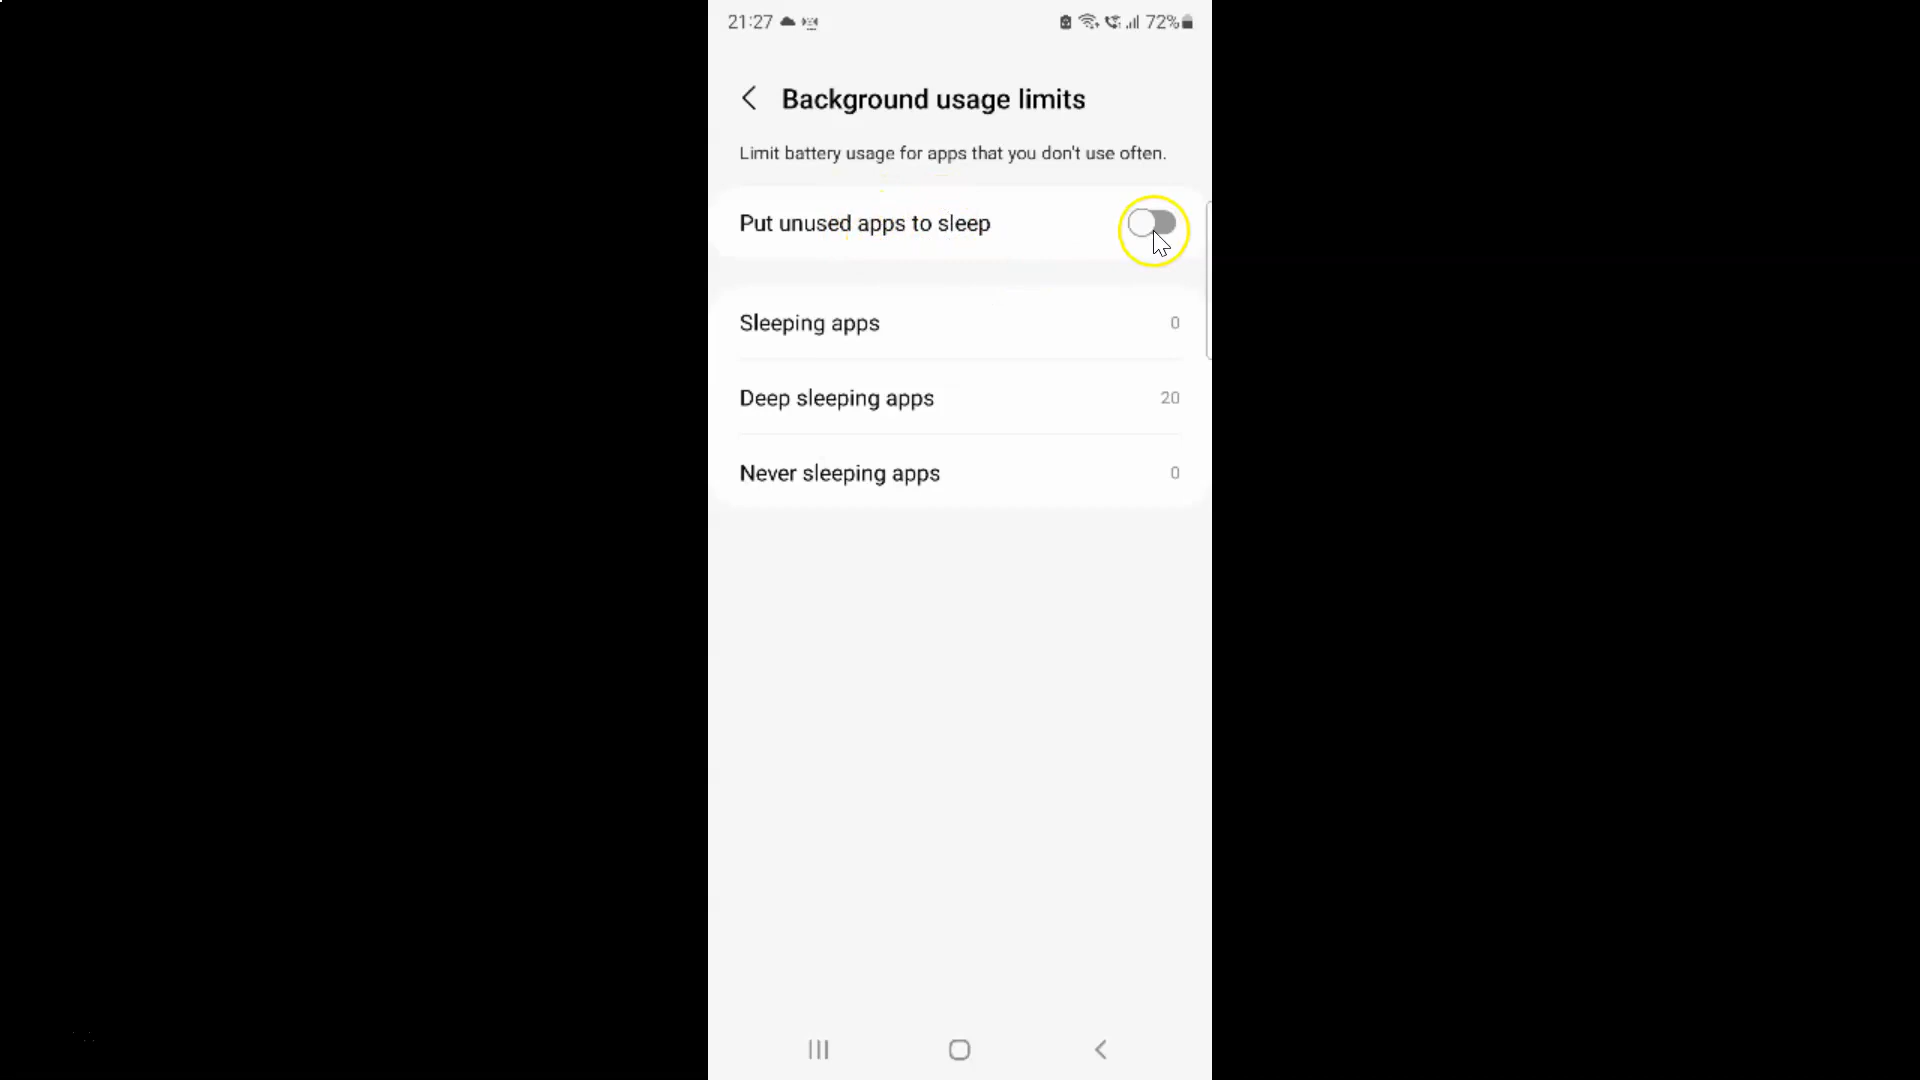 21:27 72%
Background usage limits
Limit battery usage for apps that you don't use often.
Put unused apps to sleep
Sleeping apps 0
Deep sleeping apps 20
Never sleeping apps 0